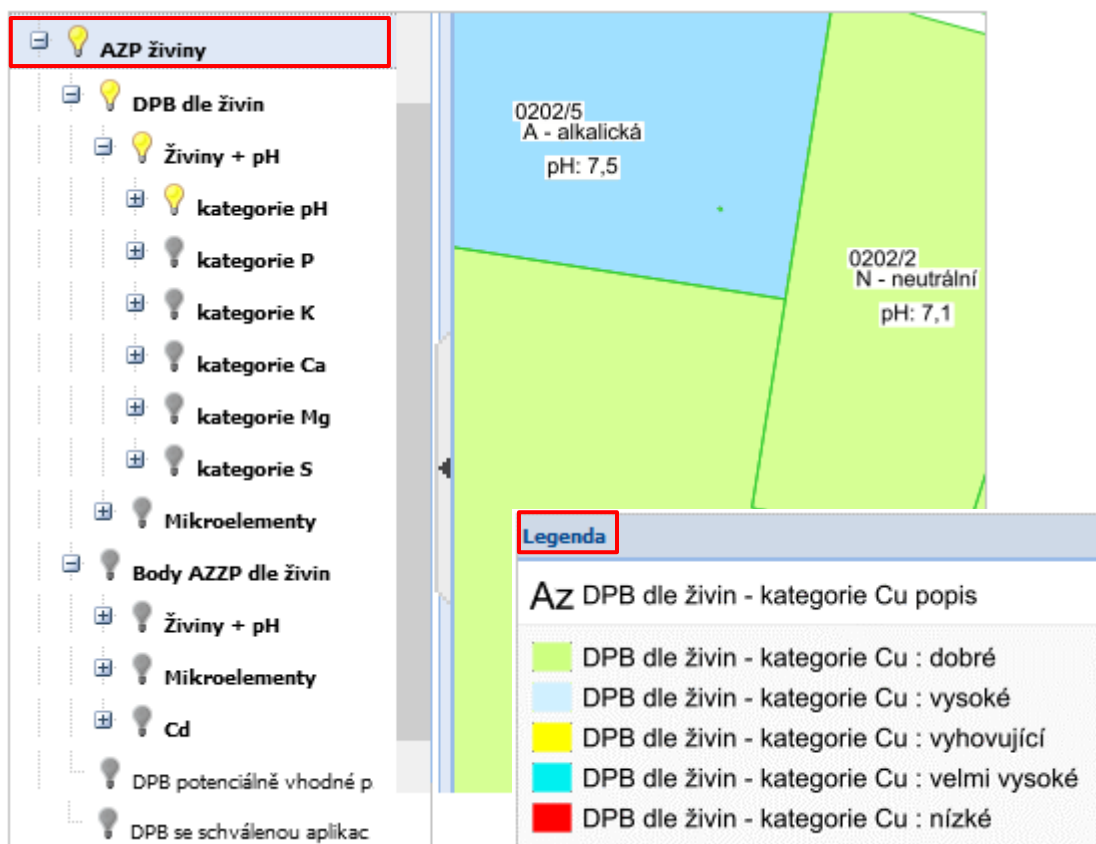 AZP živiny
DPB dle živin
Živiny + pH
kategorie pH
kategorie P
kategorie K
kategorie Ca
kategorie Mg
kategorie S
Mikroelementy
Body AZZP dle živin
Živiny + pH
Mikroelementy
Cd
DPB potenciálně vhodné p
DPB se schválenou aplikac
0202/5
A - alkalická
pH: 7,5
0202/2
N - neutrální
pH: 7,1
Legenda
Az DPB dle živin - kategorie Cu popis
DPB dle živin - kategorie Cu : dobré
DPB dle živin - kategorie Cu : vysoké
DPB dle živin - kategorie Cu : vyhovující
DPB dle živin - kategorie Cu : velmi vysoké
DPB dle živin - kategorie Cu : nízké